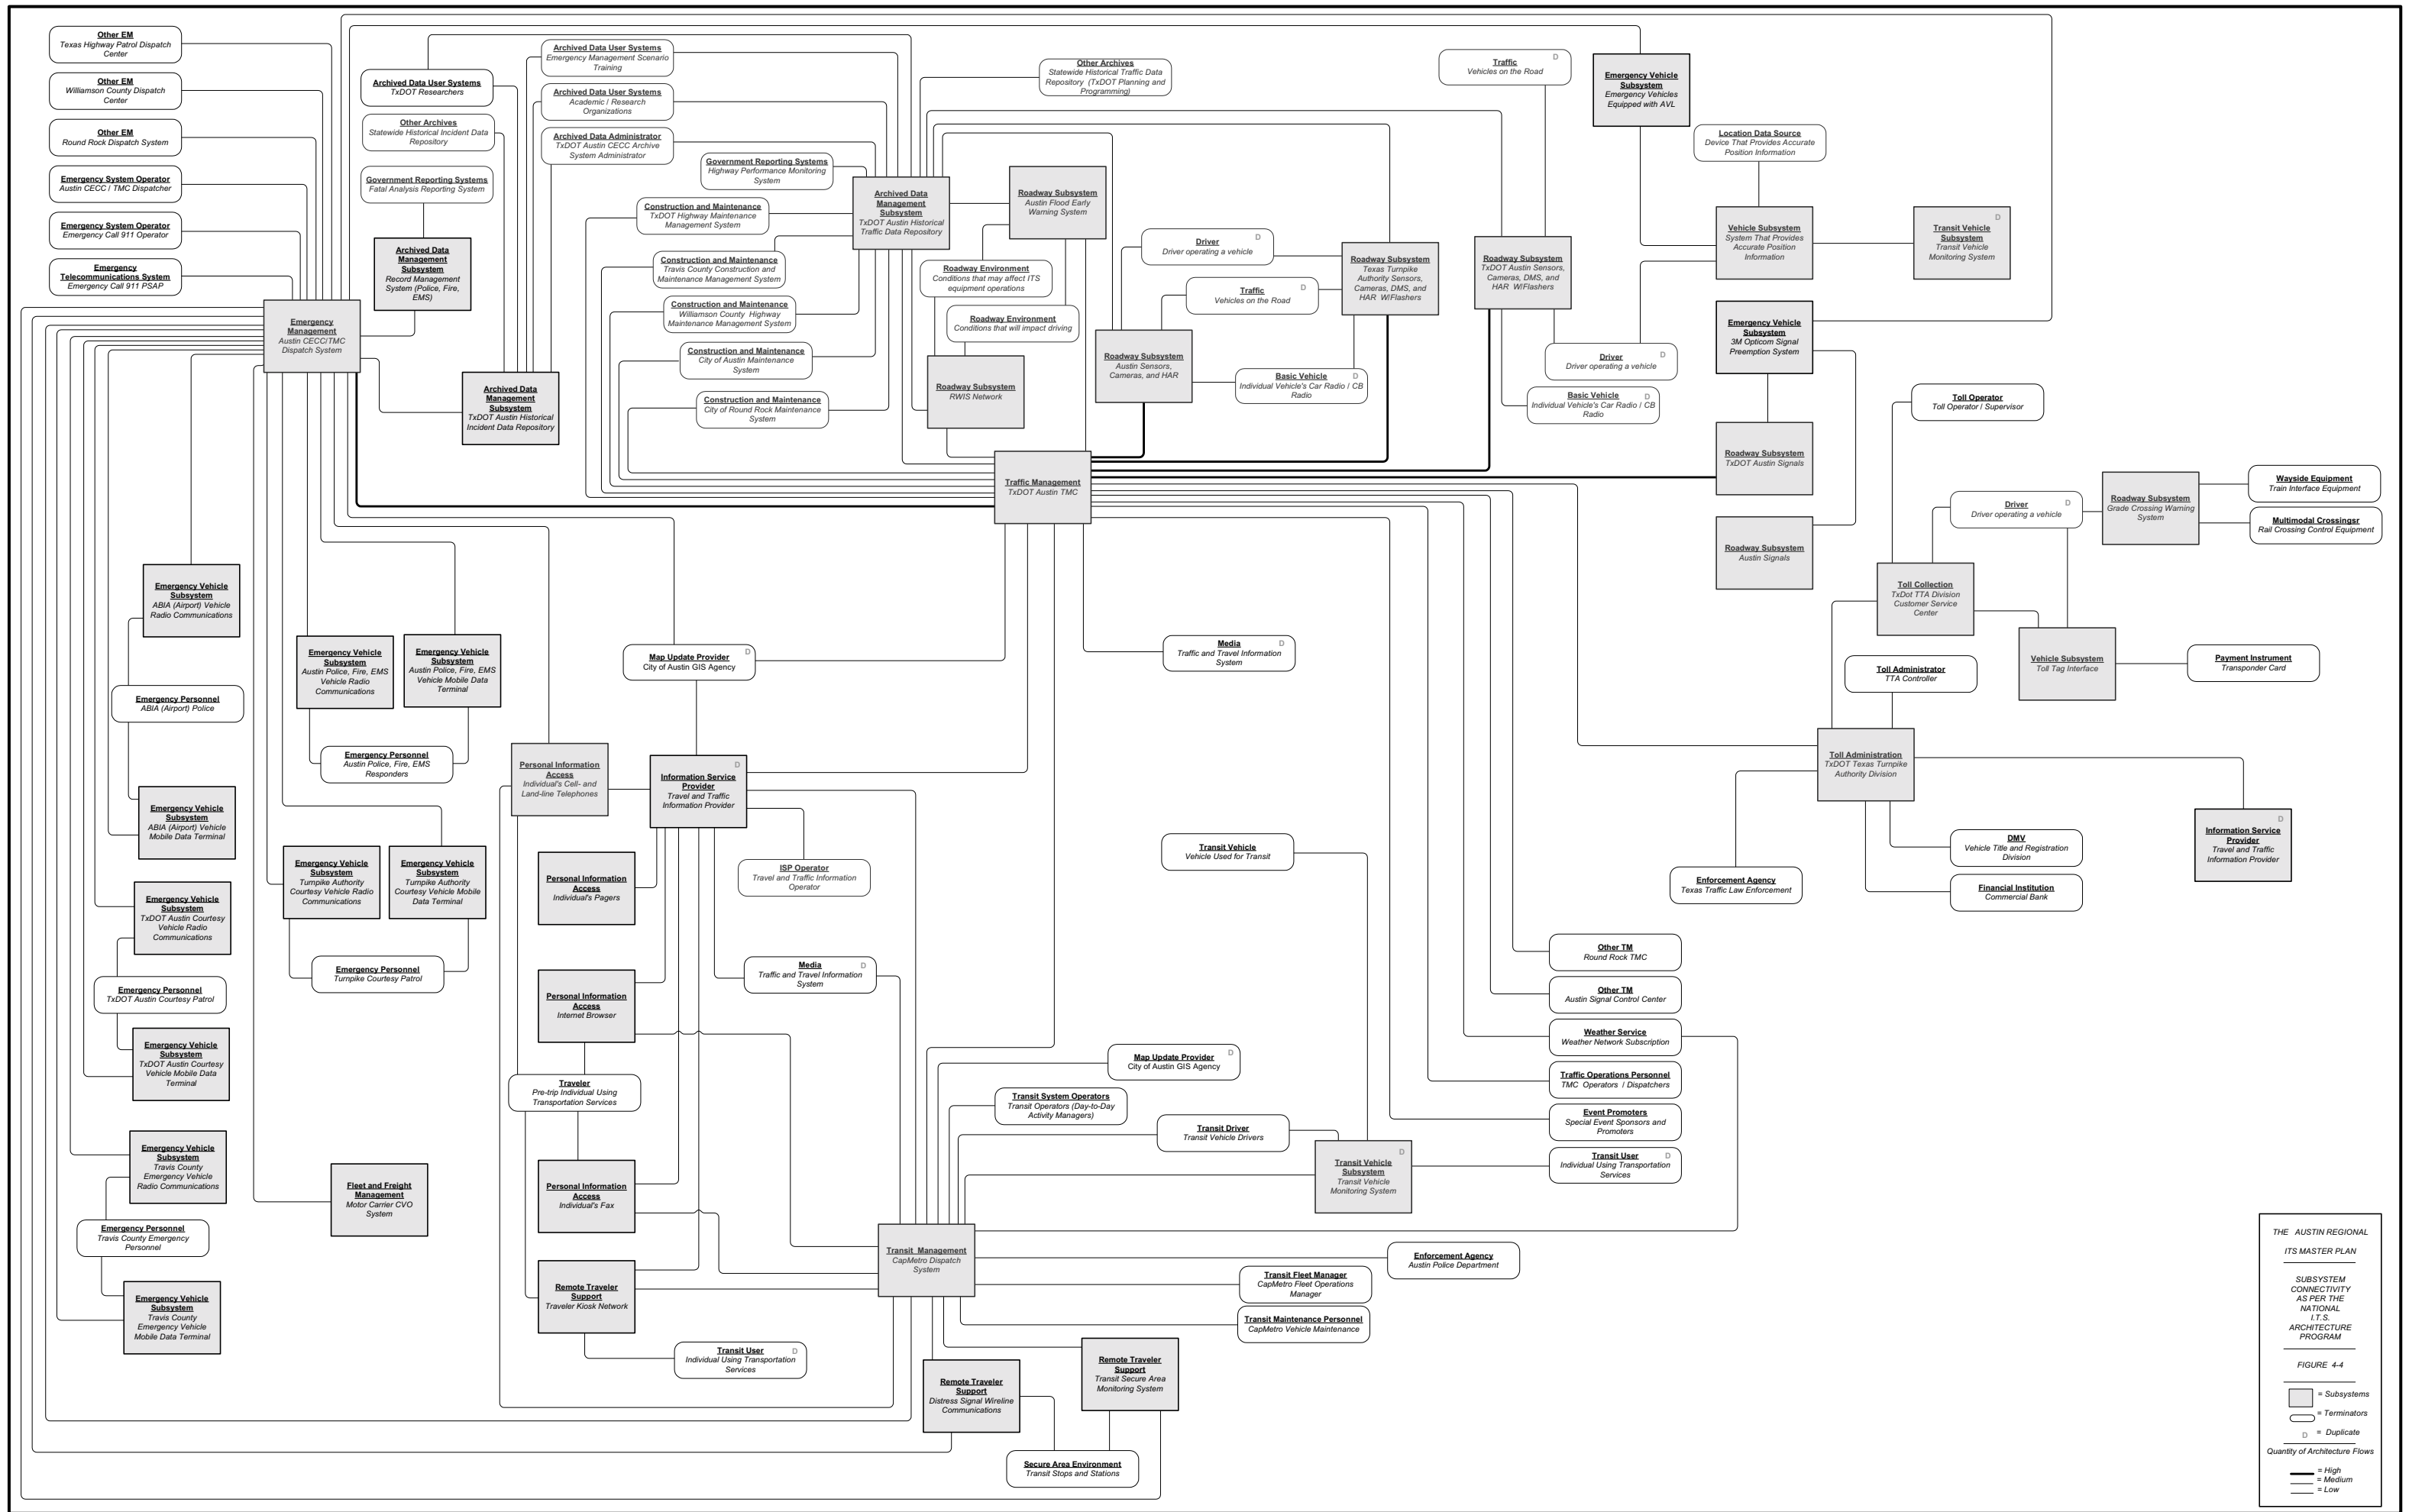 Other EM
Texas Highway Patrol Dispatch
Center
Other EM
Williamson County Dispatch
Center
Other EM
Round Rock Dispatch System
Emergency System Operator
Austin CECC / TMC Dispatcher
Emergency System Operator
Emergency Call 911 Operator
Emergency
Telecommunications System
Emergency Call 911 PSAP
Archived Data User Systems
TxDOT Researchers
Other Archives
Statewide Historical Incident Data
Repository
Government Reporting Systems
Fatal Analysis Reporting System
Archived Data
Management
Subsystem
Record Management
System (Police, Fire,
EMS)
Emergency
Management
Austin CECC/TMC
Dispatch System
Archived Data
Management
Subsystem
TxDOT Austin Historical
Incident Data Repository
Archived Data User Systems
Emergency Management Scenario
Training
Archived Data User Systems
Academic / Research
Organizations
Archived Data Administrator
TxDOT Austin CECC Archive
System Administrator
Government Reporting Systems
Highway Performance Monitoring
System
Construction and Maintenance
TxDOT Highway Maintenance
Management System
Construction and Maintenance
Travis County Construction and
Maintenance Management System
Construction and Maintenance
Williamson County Highway
Maintenance Management System
Construction and Maintenance
City of Austin Maintenance
System
Construction and Maintenance
City of Round Rock Maintenance
System
Archived Data
Management
Subsystem
TxDOT Austin Historical
Traffic Data Repository
Other Archives
Statewide Historical Traffic Data
Repository (TxDOT Planning and
Programming)
Roadway Subsystem
Austin Flood Early
Warning System
Roadway Environment
Conditions that may affect ITS
equipment operations
Roadway Environment
Conditions that will impact driving
Roadway Subsystem
RWIS Network
Driver D
Driver operating a vehicle
Traffic D
Vehicles on the Road
Roadway Subsystem
Austin Sensors,
Cameras, and HAR
Basic Vehicle D
Individual Vehicle's Car Radio / CB
Radio
Roadway Subsystem
Texas Turnpike
Authority Sensors,
Cameras, DMS, and
HAR W/Flashers
Traffic D
Vehicles on the Road
Roadway Subsystem
TxDOT Austin Sensors,
Cameras, DMS, and
HAR W/Flashers
Driver D
Driver operating a vehicle
Basic Vehicle D
Individual Vehicle's Car Radio / CB
Radio
Emergency Vehicle
Subsystem
Emergency Vehicles
Equipped with AVL
Location Data Source
Device That Provides Accurate
Position Information
Vehicle Subsystem
System That Provides
Accurate Position
Information
D
Transit Vehicle
Subsystem
Transit Vehicle
Monitoring System
Emergency Vehicle
Subsystem
3M Opticom Signal
Preemption System
Roadway Subsystem
TxDOT Austin Signals
Roadway Subsystem
Austin Signals
Traffic Management
TxDOT Austin TMC
Toll Operator
Toll Operator / Supervisor
Driver D
Driver operating a vehicle
Roadway Subsystem
Grade Crossing Warning
System
Wayside Equipment
Train Interface Equipment
Multimodal Crossingsr
Rail Crossing Control Equipment
Toll Collection
TxDot TTA Division
Customer Service
Center
Vehicle Subsystem
Toll Tag Interface
Payment Instrument
Transponder Card
Toll Administrator
TTA Controller
Toll Administration
TxDOT Texas Turnpike
Authority Division
Enforcement Agency
Texas Traffic Law Enforcement
DMV
Vehicle Title and Registration
Division
Financial Institution
Commercial Bank
D
Information Service
Provider
Travel and Traffic
Information Provider
Emergency Vehicle
Subsystem
ABIA (Airport) Vehicle
Radio Communications
Emergency Personnel
ABIA (Airport) Police
Emergency Vehicle
Subsystem
ABIA (Airport) Vehicle
Mobile Data Terminal
Emergency Vehicle
Subsystem
Austin Police, Fire, EMS
Vehicle Radio
Communications
Emergency Vehicle
Subsystem
Austin Police, Fire, EMS
Vehicle Mobile Data
Terminal
Emergency Personnel
Austin Police, Fire, EMS
Responders
Emergency Vehicle
Subsystem
Turnpike Authority
Courtesy Vehicle Radio
Communications
Emergency Vehicle
Subsystem
Turnpike Authority
Courtesy Vehicle Mobile
Data Terminal
Emergency Personnel
Turnpike Courtesy Patrol
Emergency Vehicle
Subsystem
TxDOT Austin Courtesy
Vehicle Radio
Communications
Emergency Personnel
TxDOT Austin Courtesy Patrol
Emergency Vehicle
Subsystem
TxDOT Austin Courtesy
Vehicle Mobile Data
Terminal
Emergency Vehicle
Subsystem
Travis County
Emergency Vehicle
Radio Communications
Emergency Personnel
Travis County Emergency
Personnel
Emergency Vehicle
Subsystem
Travis County
Emergency Vehicle
Mobile Data Terminal
Fleet and Freight
Management
Motor Carrier CVO
System
Map Update Provider D
City of Austin GIS Agency
Media D
Traffic and Travel Information
System
Personal Information
Access
Individual's Cell- and
Land-line Telephones
D
Information Service
Provider
Travel and Traffic
Information Provider
Personal Information
Access
Individual's Pagers
ISP Operator
Travel and Traffic Information
Operator
Personal Information
Access
Internet Browser
Media D
Traffic and Travel Information
System
Traveler
Pre-trip Individual Using
Transportation Services
Personal Information
Access
Individual's Fax
Remote Traveler
Support
Traveler Kiosk Network
Transit User D
Individual Using Transportation
Services
Transit Vehicle
Vehicle Used for Transit
Map Update Provider D
City of Austin GIS Agency
Transit System Operators
Transit Operators (Day-to-Day
Activity Managers)
Transit Driver
Transit Vehicle Drivers
D
Transit Vehicle
Subsystem
Transit Vehicle
Monitoring System
Other TM
Round Rock TMC
Other TM
Austin Signal Control Center
Weather Service
Weather Network Subscription
Traffic Operations Personnel
TMC Operators / Dispatchers
Event Promoters
Special Event Sponsors and
Promoters
Transit User D
Individual Using Transportation
Services
Transit Management
CapMetro Dispatch
System
Enforcement Agency
Austin Police Department
Transit Fleet Manager
CapMetro Fleet Operations
Manager
Transit Maintenance Personnel
CapMetro Vehicle Maintenance
Remote Traveler
Support
Distress Signal Wireline
Communications
Remote Traveler
Support
Transit Secure Area
Monitoring System
Secure Area Environment
Transit Stops and Stations
THE AUSTIN REGIONAL
ITS MASTER PLAN
SUBSYSTEM
CONNECTIVITY
AS PER THE
NATIONAL
I.T.S.
ARCHITECTURE
PROGRAM
FIGURE 4-4
= Subsystems
= Terminators
D = Duplicate
Quantity of Architecture Flows
= High
= Medium
= Low